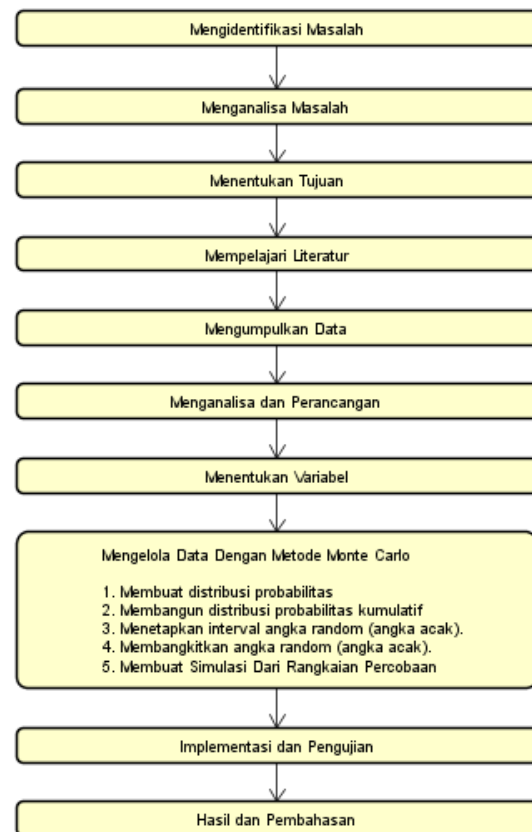 Mengidentifikasi Masalah
Menganalisa Masalah
Menentukan Tujuan
Mempelajari Literatur
Mengumpulkan Data
Menganalisa dan Perancangan
Menentukan Variabel
Mengelola Data Dengan Metode Monte Carlo
1. Membuat distribusi probabilitas
2. Membangun distribusi probabilitas kumulatif
3. Menetapkan interval angka random (angka acak).
4. Membangkitkan angka random (angka acak).
5. Membuat Simulasi Dari Rangkaian Percobaan
Implementasi dan Pengujian
Hasil dan Pembahasan